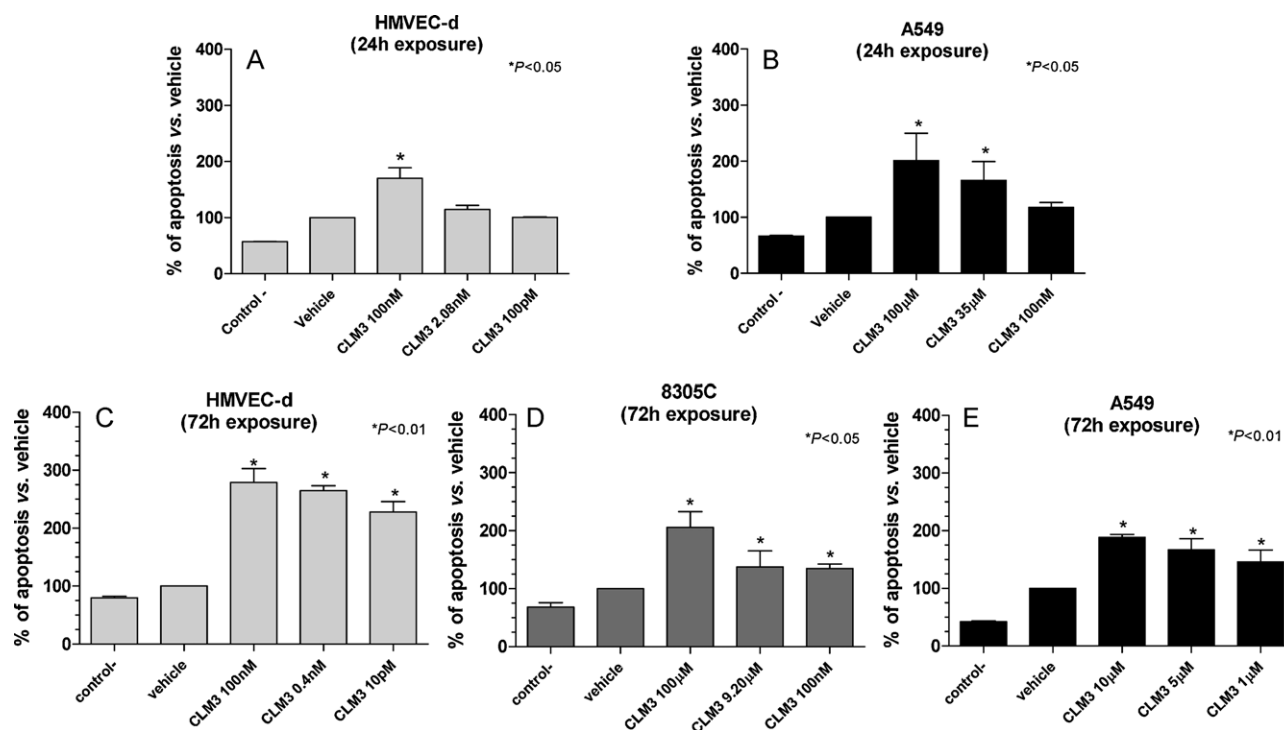 HMVEC-d
(24h exposure)
A
*P<0.05
% of apoptosis vs. vehicle
400
300
200
100
0
Control -
Vehicle
CLM3 100nM
CLM3 2.08nM
CLM3 100pM
*
A549
(24h exposure)
B
*P<0.05
% of apoptosis vs. vehicle
400
300
200
100
0
Control -
Vehicle
CLM3 100μM
CLM3 35μM
CLM3 100nM
*
*
HMVEC-d
(72h exposure)
C
*P<0.01
% of apoptosis vs. vehicle
400
300
200
100
0
control-
vehicle
CLM3 100nM
CLM3 0.4nM
CLM3 10pM
*
*
*
8305C
(72h exposure)
D
*P<0.05
% of apoptosis vs. vehicle
400
300
200
100
0
control-
vehicle
CLM3 100μM
CLM3 9.20μM
CLM3 100nM
*
*
*
A549
(72h exposure)
E
*P<0.01
% of apoptosis vs. vehicle
400
300
200
100
0
control-
vehicle
CLM3 10μM
CLM3 5μM
CLM3 1μM
*
*
*